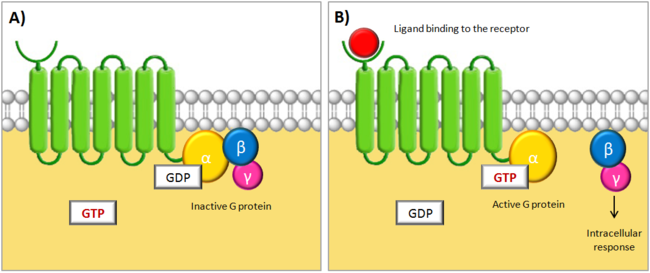 A)
α
β
γ
GDP
GTP
Inactive G protein
B)
Ligand binding to the receptor
α
β
γ
GTP
GDP
Active G protein
Intracellular
response